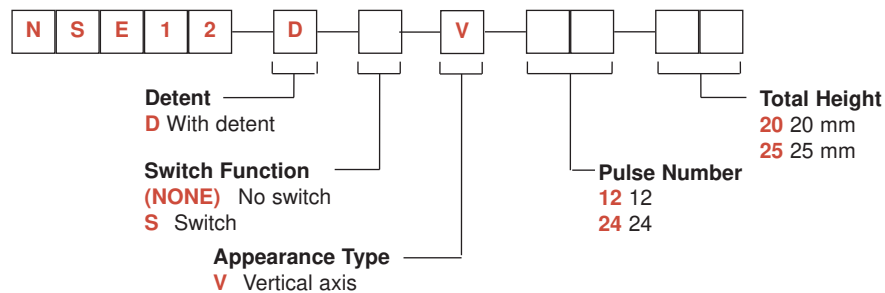 N S E 1 2 D V
Detent
D With detent
Switch Function
(NONE) No switch
S Switch
Appearance Type
V Vertical axis
Pulse Number
12 12
24 24
Total Height
20 20 mm
25 25 mm